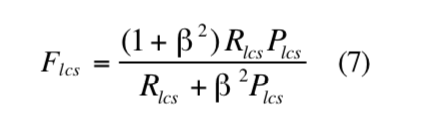 F_lcs = (1 + β²) R_lcs P_lcs / (R_lcs + β² P_lcs) (7)